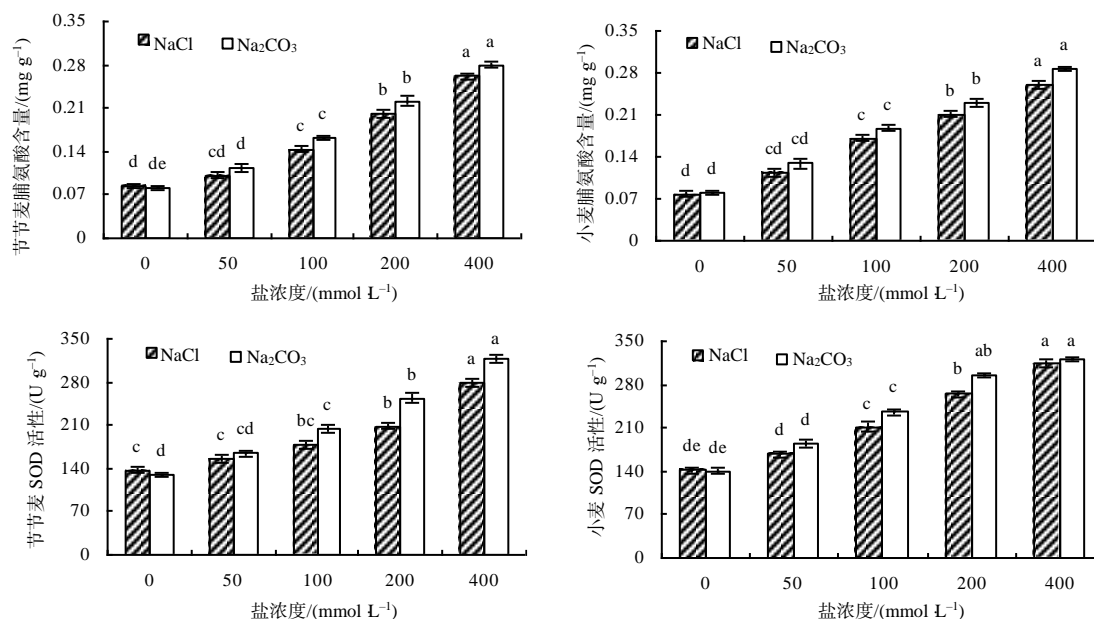 0.35
NaCl Na₂CO₃
a a
0.28
b b
0.21
c c
0.14
d de cd d
0.07
0
0 50 100 200 400
盐浓度/(mmol L⁻¹)
节节麦脯氨酸含量/(mg g⁻¹)
0.35
NaCl Na₂CO₃
a a
0.28
b b
0.21
c c
0.14
d d cd cd
0.07
0
0 50 100 200 400
盐浓度/(mmol L⁻¹)
小麦脯氨酸含量/(mg g⁻¹)
350
NaCl Na₂CO₃
a a
280
b b
210
c d c cd bc c
140
70
0
0 50 100 200 400
盐浓度/(mmol L⁻¹)
节节麦 SOD 活性/(U g⁻¹)
350
NaCl Na₂CO₃
a a
280
b ab
210
de de d d c c
140
70
0
0 50 100 200 400
盐浓度/(mmol L⁻¹)
小麦 SOD 活性/(U g⁻¹)